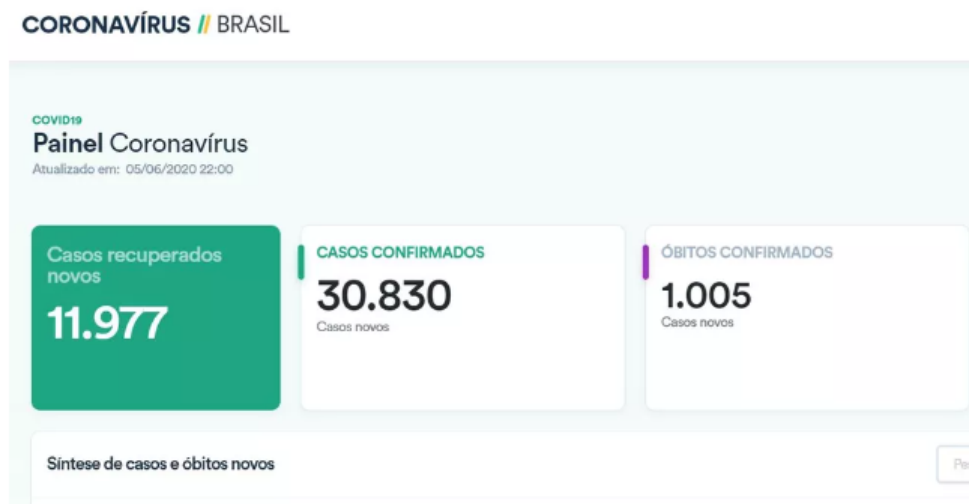 CORONAVÍRUS // BRASIL
COVID19
Painel Coronavírus
Atualizado em: 05/06/2020 22:00
Casos recuperados
novos
11.977
CASOS CONFIRMADOS
30.830
Casos novos
ÓBITOS CONFIRMADOS
1.005
Casos novos
Síntese de casos e óbitos novos